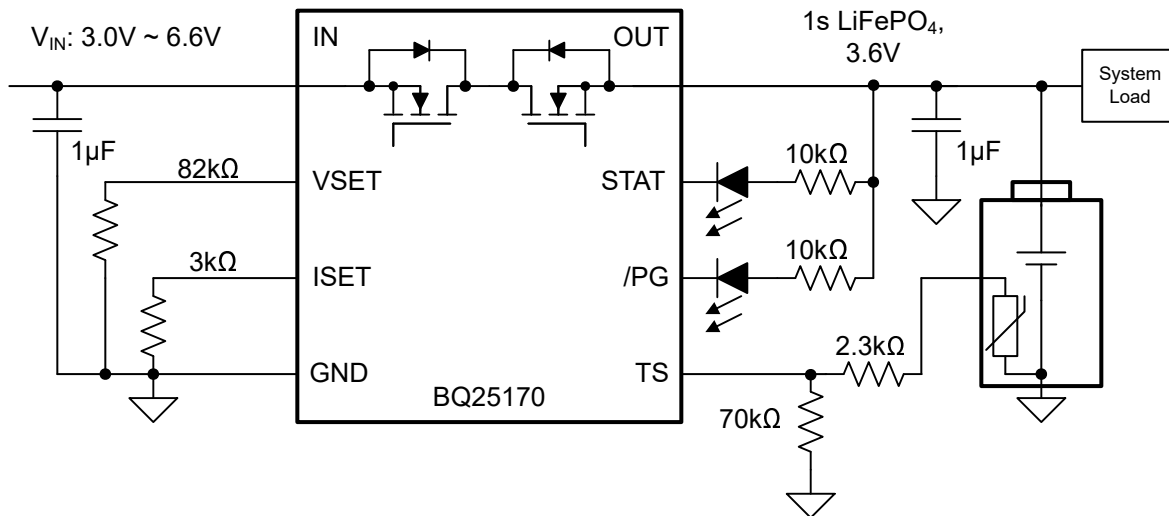 V_IN: 3.0V ~ 6.6V
IN
OUT
1s LiFePO₄,
3.6V
System
Load
1µF
82kΩ
VSET
STAT
10kΩ
1µF
3kΩ
ISET
/PG
10kΩ
GND
TS
2.3kΩ
BQ25170
70kΩ